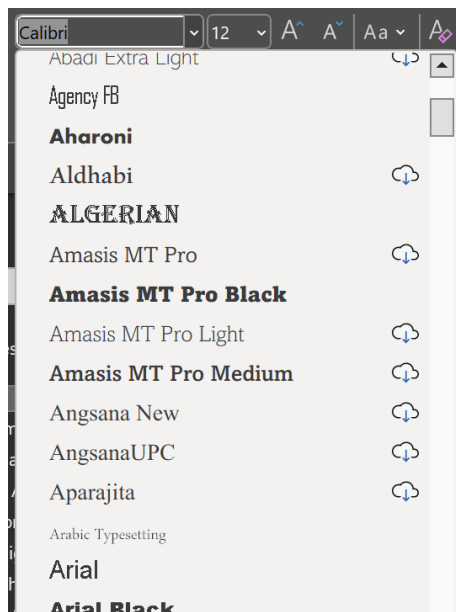 Calibri 12 A A Aa A
Abadi Extra Light
Agency FB
Aharoni
Aldhabi
ALGERIAN
Amasis MT Pro
Amasis MT Pro Black
Amasis MT Pro Light
Amasis MT Pro Medium
Angsana New
AngsanaUPC
Aparajita
Arabic Typesetting
Arial
Arial Black